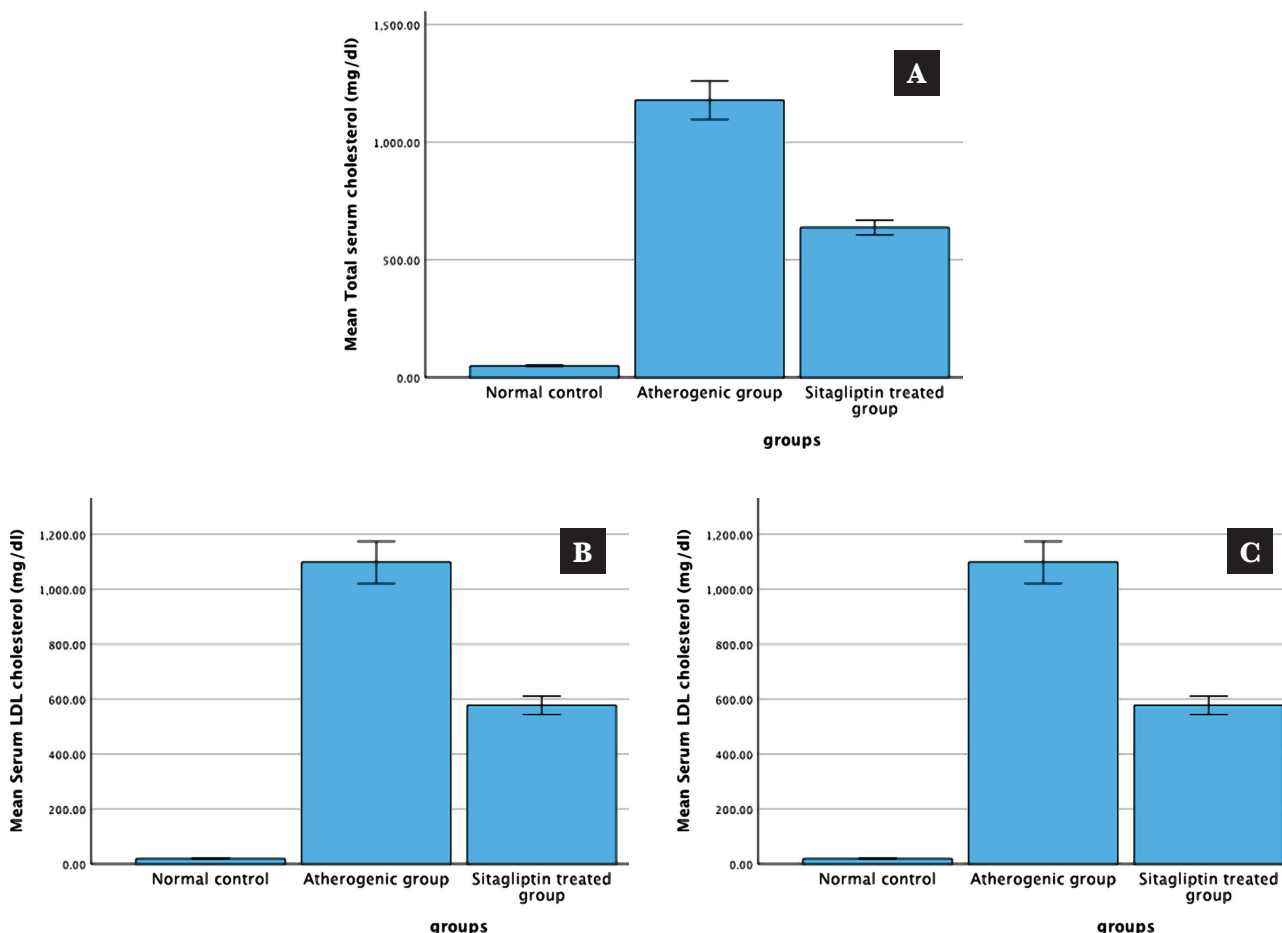 A
Mean Total serum cholesterol (mg/dl)
1,500.00
1,000.00
500.00
0.00
Normal control
Atherogenic group
Sitagliptin treated
group
groups
B
Mean Serum LDL cholesterol (mg/dl)
1,200.00
1,000.00
800.00
600.00
400.00
200.00
0.00
Normal control
Atherogenic group
Sitagliptin treated
group
groups
C
Mean Serum LDL cholesterol (mg/dl)
1,200.00
1,000.00
800.00
600.00
400.00
200.00
0.00
Normal control
Atherogenic group
Sitagliptin treated
group
groups